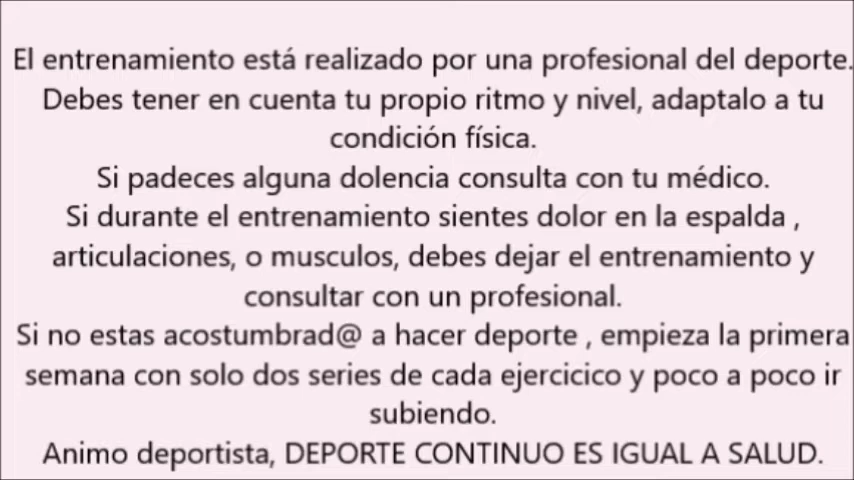 El entrenamiento está realizado por una profesional del deporte.
Debes tener en cuenta tu propio ritmo y nivel, adaptalo a tu
condición física.
Si padeces alguna dolencia consulta con tu médico.
Si durante el entrenamiento sientes dolor en la espalda ,
articulaciones, o musculos, debes dejar el entrenamiento y
consultar con un profesional.
Si no estas acostumbrad@ a hacer deporte , empieza la primera
semana con solo dos series de cada ejercicico y poco a poco ir
subiendo.
Animo deportista, DEPORTE CONTINUO ES IGUAL A SALUD.